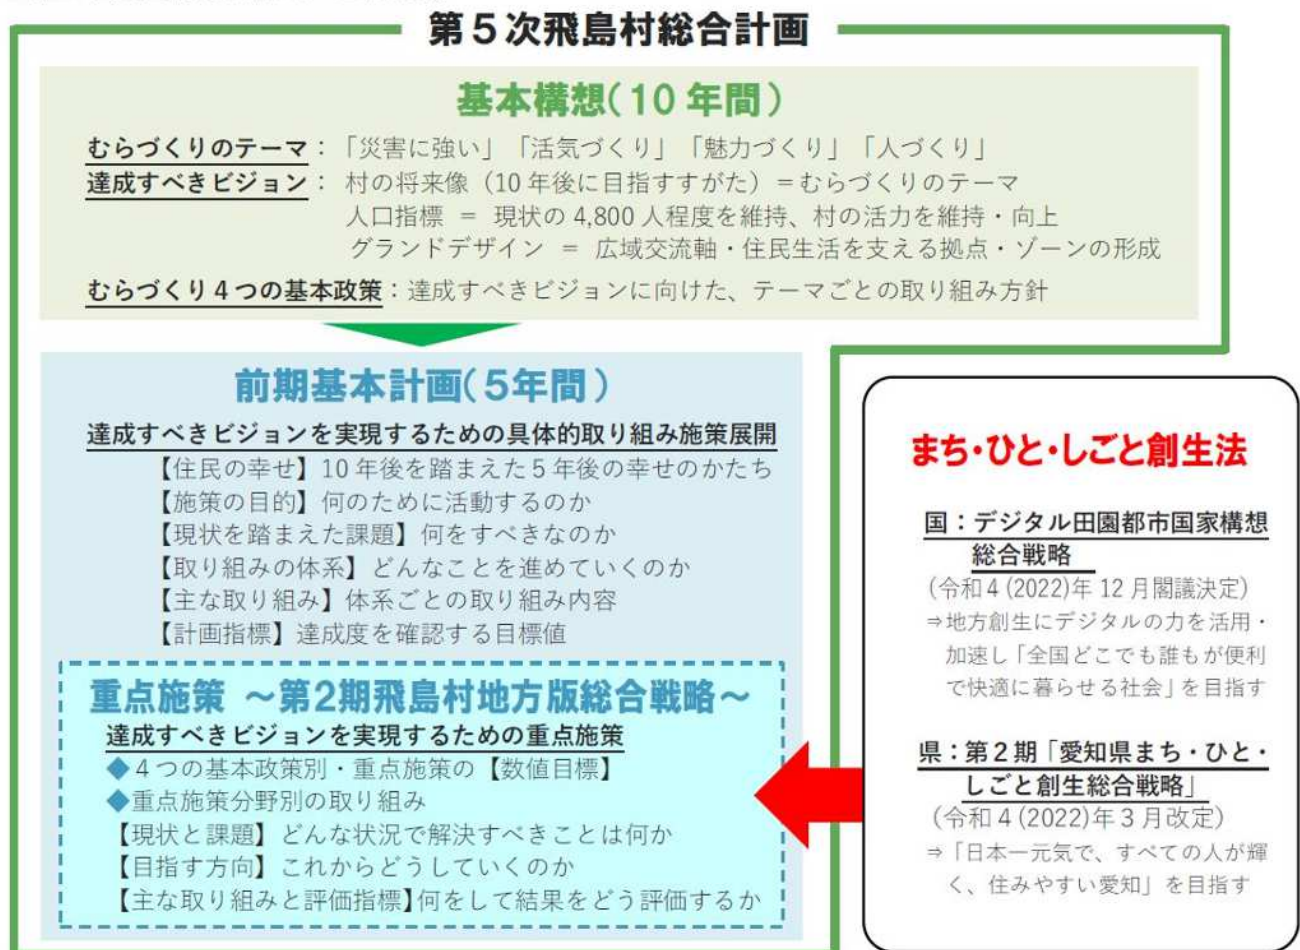 第５次飛島村総合計画
基本構想(10年間)
むらづくりのテーマ：「災害に強い」「活気づくり」「魅力づくり」「人づくり」
達成すべきビジョン：村の将来像（10年後に目指すすがた）＝むらづくりのテーマ
人口指標 ＝ 現状の4,800人程度を維持、村の活力を維持・向上
グランドデザイン ＝ 広域交流軸・住民生活を支える拠点・ゾーンの形成
むらづくり４つの基本政策：達成すべきビジョンに向けた、テーマごとの取り組み方針
前期基本計画(５年間)
達成すべきビジョンを実現するための具体的取り組み施策展開
【住民の幸せ】10年後を踏まえた５年後の幸せのかたち
【施策の目的】何のために活動するのか
【現状を踏まえた課題】何をすべきなのか
【取り組みの体系】どんなことを進めていくのか
【主な取り組み】体系ごとの取り組み内容
【計画指標】達成度を確認する目標値
重点施策 ～第2期飛島村地方版総合戦略～
達成すべきビジョンを実現するための重点施策
◆４つの基本政策別・重点施策の【数値目標】
◆重点施策分野別の取り組み
【現状と課題】どんな状況で解決すべきことは何か
【目指す方向】これからどうしていくのか
【主な取り組みと評価指標】何をして結果をどう評価するか
まち・ひと・しごと創生法
国：デジタル田園都市国家構想
総合戦略
(令和４(2022)年12月閣議決定)
⇒地方創生にデジタルの力を活用・
加速し「全国どこでも誰もが便利
で快適に暮らせる社会」を目指す
県：第２期「愛知県まち・ひと・
しごと創生総合戦略」
(令和４(2022)年３月改定)
⇒「日本一元気で、すべての人が輝
く、住みやすい愛知」を目指す